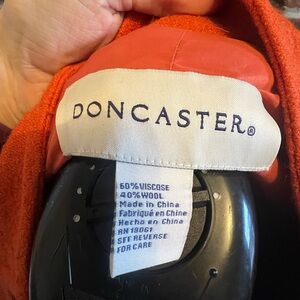 DONCASTER®
60% VISCOSE
40% WOOL
Made in China
Fabriqué en Chine
Hecho en China
RN 19061
SEE REVERSE
FOR CARE